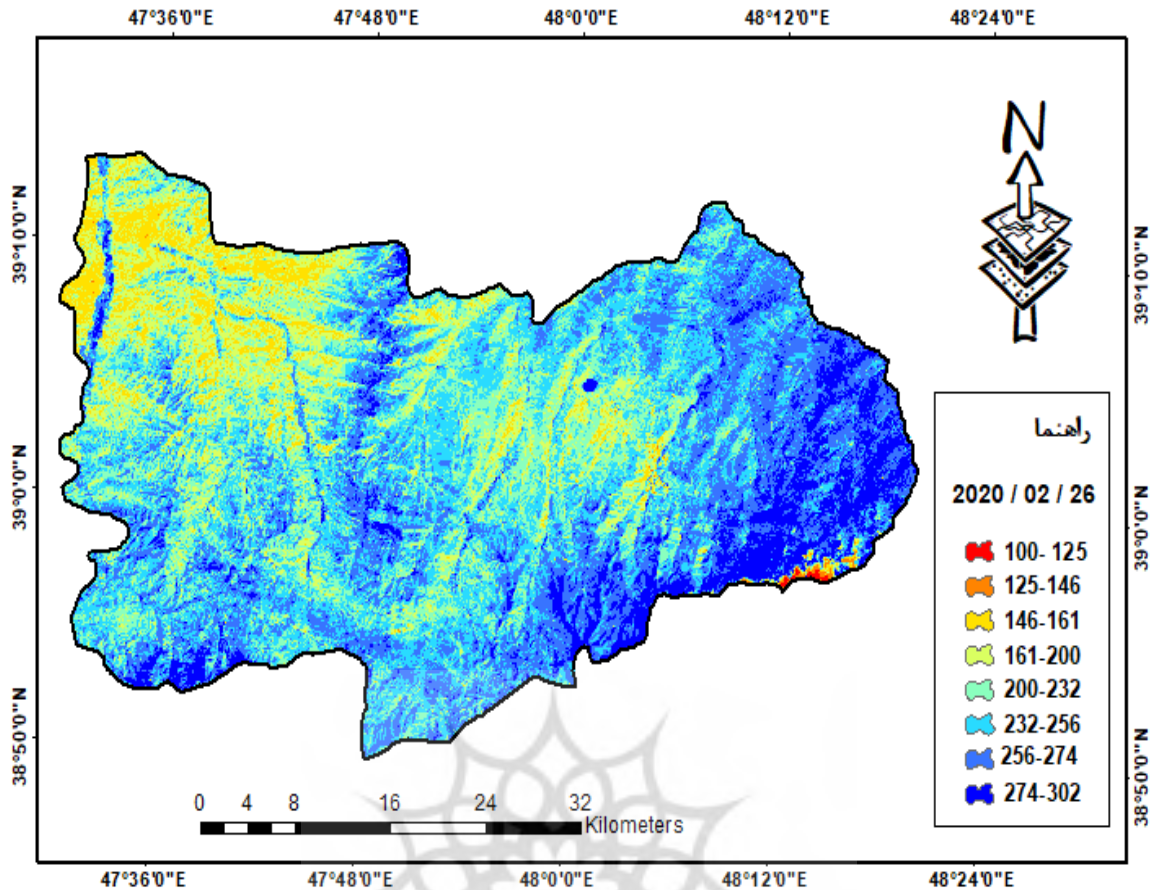 47°36'0"E 47°48'0"E 48°0'0"E 48°12'0"E 48°24'0"E
N
39°10'0"N
39°10'0"N
راهنما
39°0'0"N
2020 / 02 / 26
39°0'0"N
100- 125
125-146
146-161
161-200
200-232
232-256
256-274
274-302
38°50'0"N
38°50'0"N
0 4 8 16 24 32
Kilometers
47°36'0"E 47°48'0"E 48°0'0"E 48°12'0"E 48°24'0"E